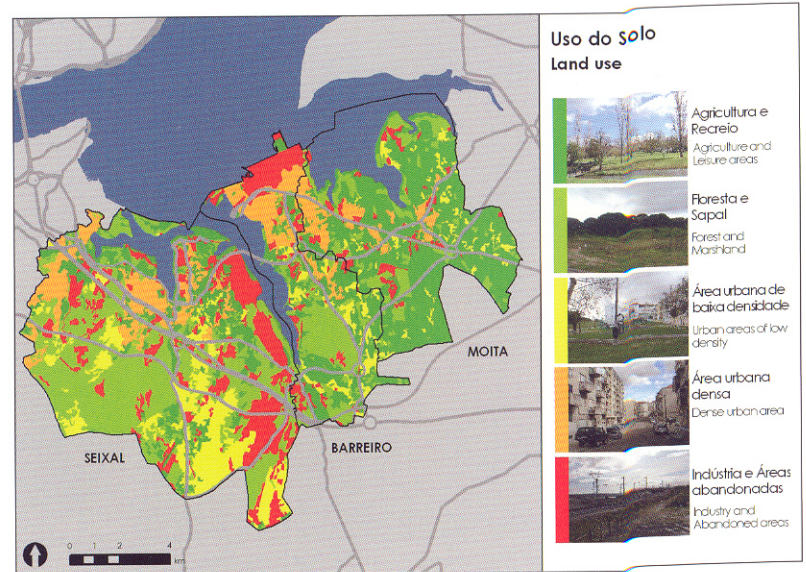 Uso do Solo
Land use
Agricultura e
Recreio
Agriculture and
Leisure areas
Floresta e
Sapal
Forest and
Marshland
Área urbana de
baixa densidade
Urban areas of low
density
Área urbana
densa
Dense urban area
Indústria e Áreas
abandonadas
Industry and
Abandoned areas
MOITA
BARREIRO
SEIXAL
0 1 2 4
km